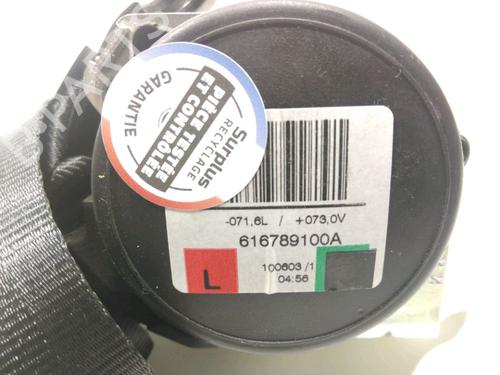 GARANTIE
PIÈCE TESTÉE
ET CONTRÔLÉE
Surplus
RECYCLAGE
-071,6L / +073,0V
616789100A
L
100603 /1
04:56